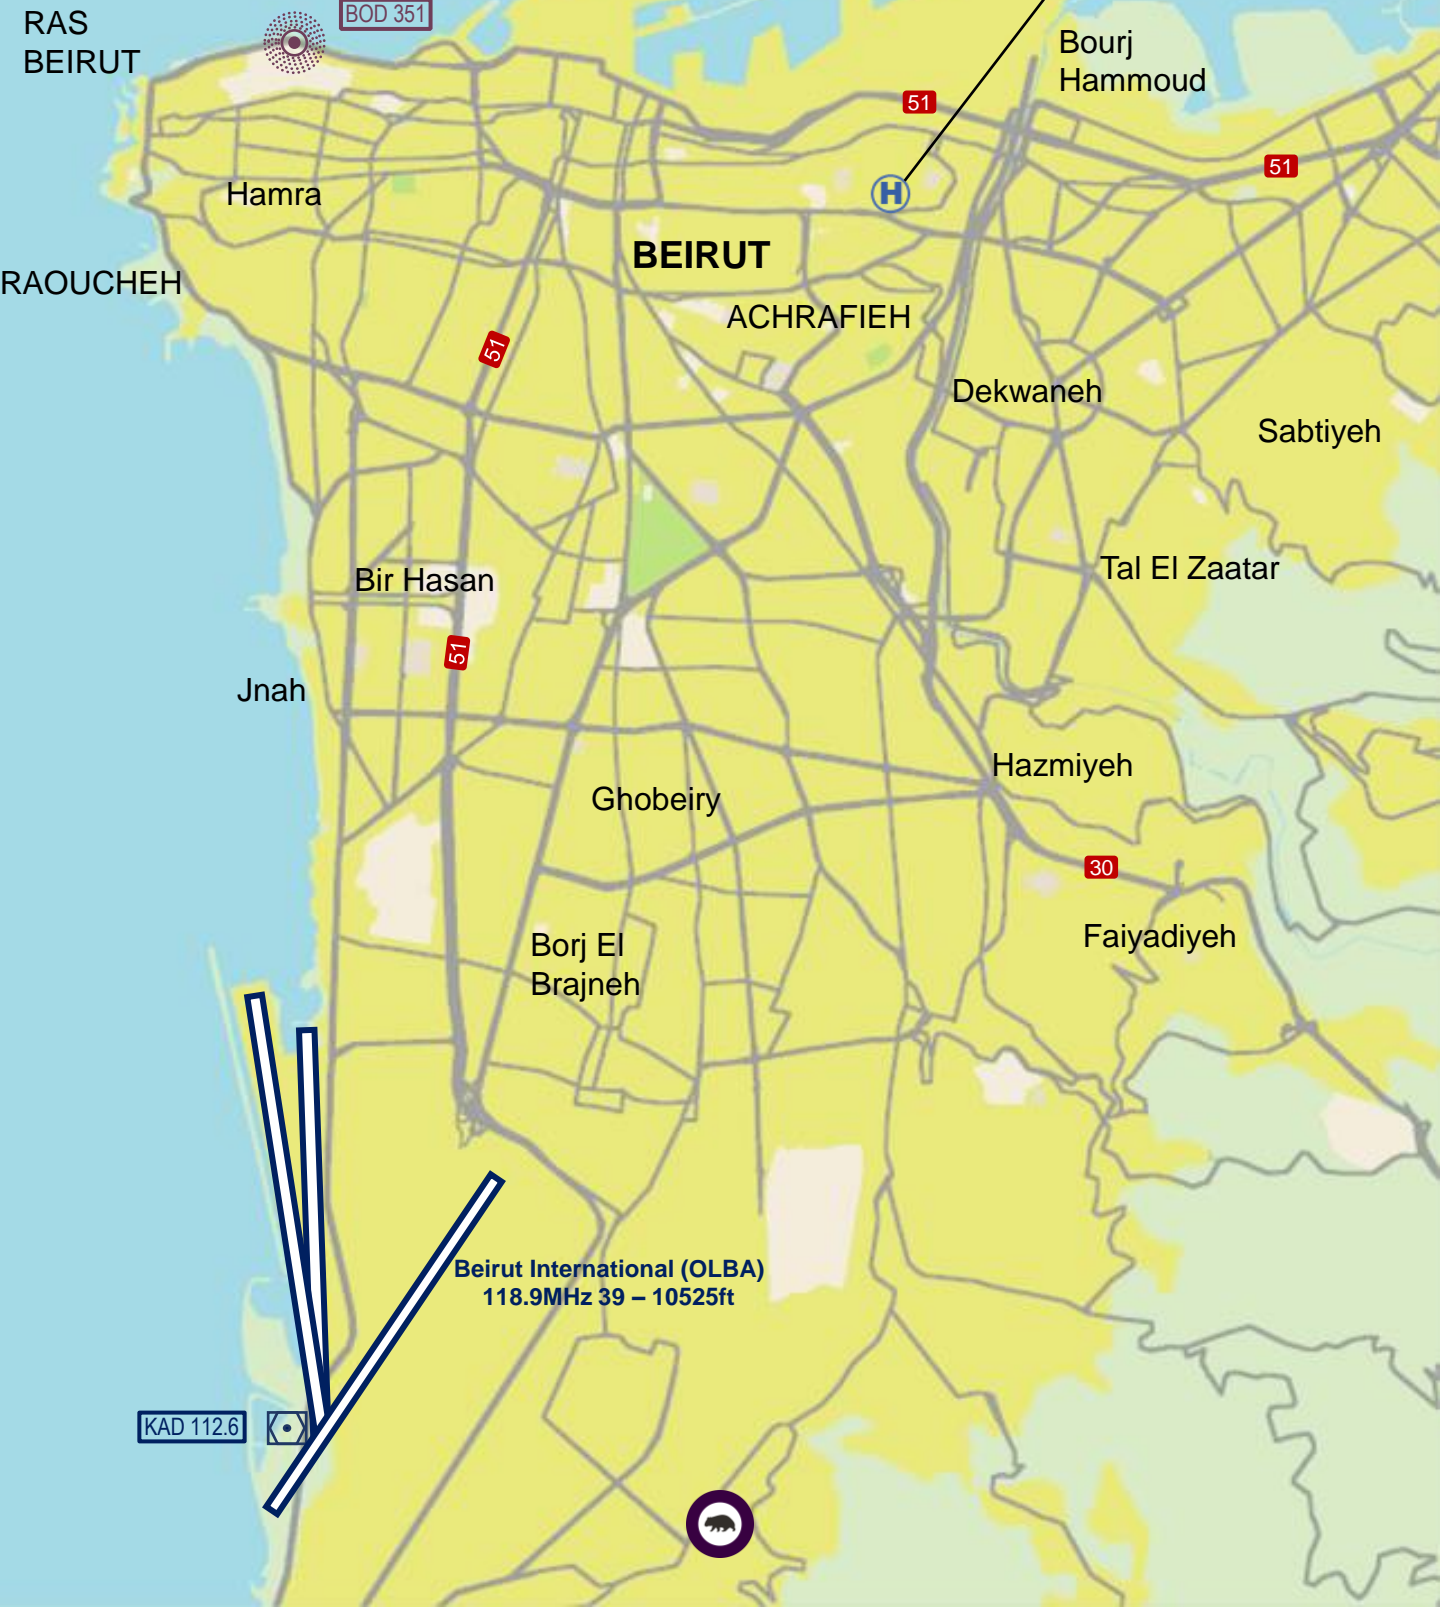 RAS
BEIRUT
BOD 351
Bourj
Hammoud
51
51
H
Hamra
BEIRUT
RAOUCHEH
ACHRAFIEH
51
Dekwaneh
Sabtiyeh
Bir Hasan
Tal El Zaatar
51
Jnah
Hazmiyeh
Ghobeiry
30
Borj El
Brajneh
Faiyadiyeh
Beirut International (OLBA)
118.9MHz 39 – 10525ft
KAD 112.6